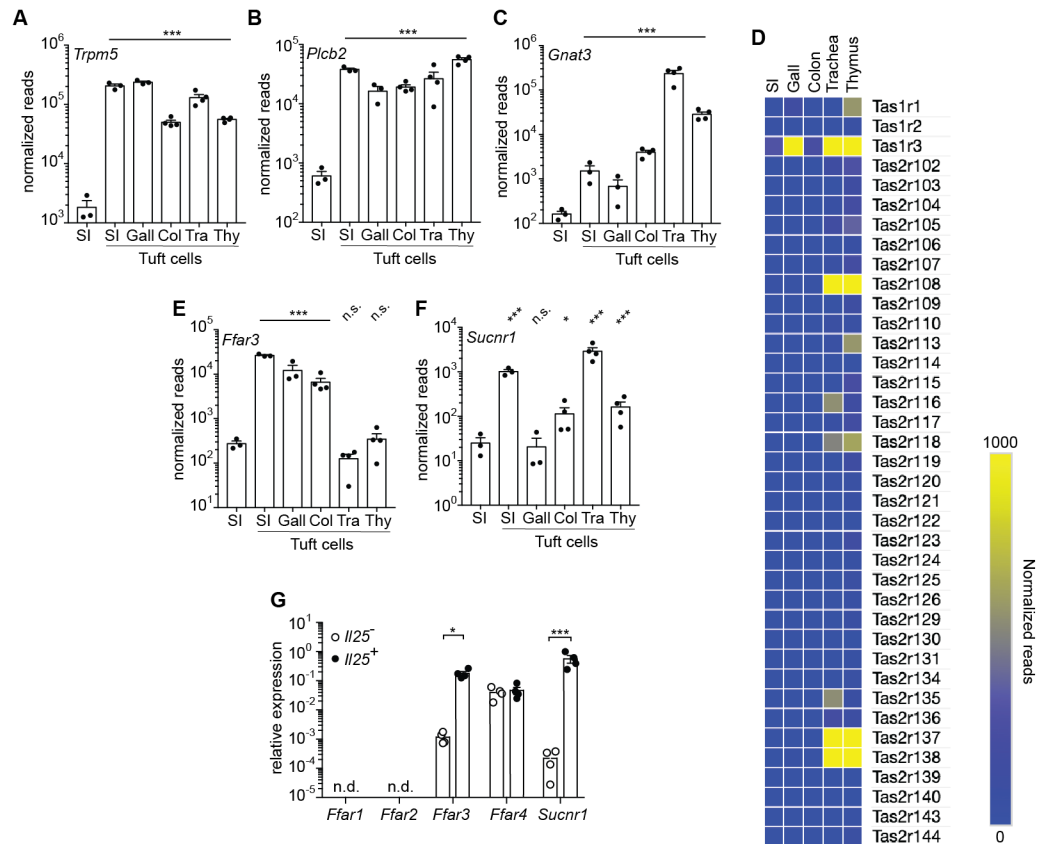 A
Trpm5
***
normalized reads
10^6
10^5
10^4
10^3
SI SI Gall Col Tra Thy
Tuft cells
B
Plcb2
***
normalized reads
10^5
10^4
10^3
10^2
SI SI Gall Col Tra Thy
Tuft cells
C
Gnat3
***
normalized reads
10^6
10^5
10^4
10^3
10^2
SI SI Gall Col Tra Thy
Tuft cells
D
SI Gall Colon Trachea Thymus
Tas1r1
Tas1r2
Tas1r3
Tas2r102
Tas2r103
Tas2r104
Tas2r105
Tas2r106
Tas2r107
Tas2r108
Tas2r109
Tas2r110
Tas2r113
Tas2r114
Tas2r115
Tas2r116
Tas2r117
Tas2r118
Tas2r119
Tas2r120
Tas2r121
Tas2r122
Tas2r123
Tas2r124
Tas2r125
Tas2r126
Tas2r129
Tas2r130
Tas2r131
Tas2r134
Tas2r135
Tas2r136
Tas2r137
Tas2r138
Tas2r139
Tas2r140
Tas2r143
Tas2r144
1000
Normalized reads
0
E
Ffar3
*** n.s. n.s.
normalized reads
10^5
10^4
10^3
10^2
10^1
SI SI Gall Col Tra Thy
Tuft cells
F
Sucnr1
*** n.s. * *** ***
normalized reads
10^4
10^3
10^2
10^1
10^0
SI SI Gall Col Tra Thy
Tuft cells
G
Il25-
Il25+
* ***
relative expression
10^1
10^0
10^-1
10^-2
10^-3
10^-4
10^-5
n.d. n.d.
Ffar1 Ffar2 Ffar3 Ffar4 Sucnr1